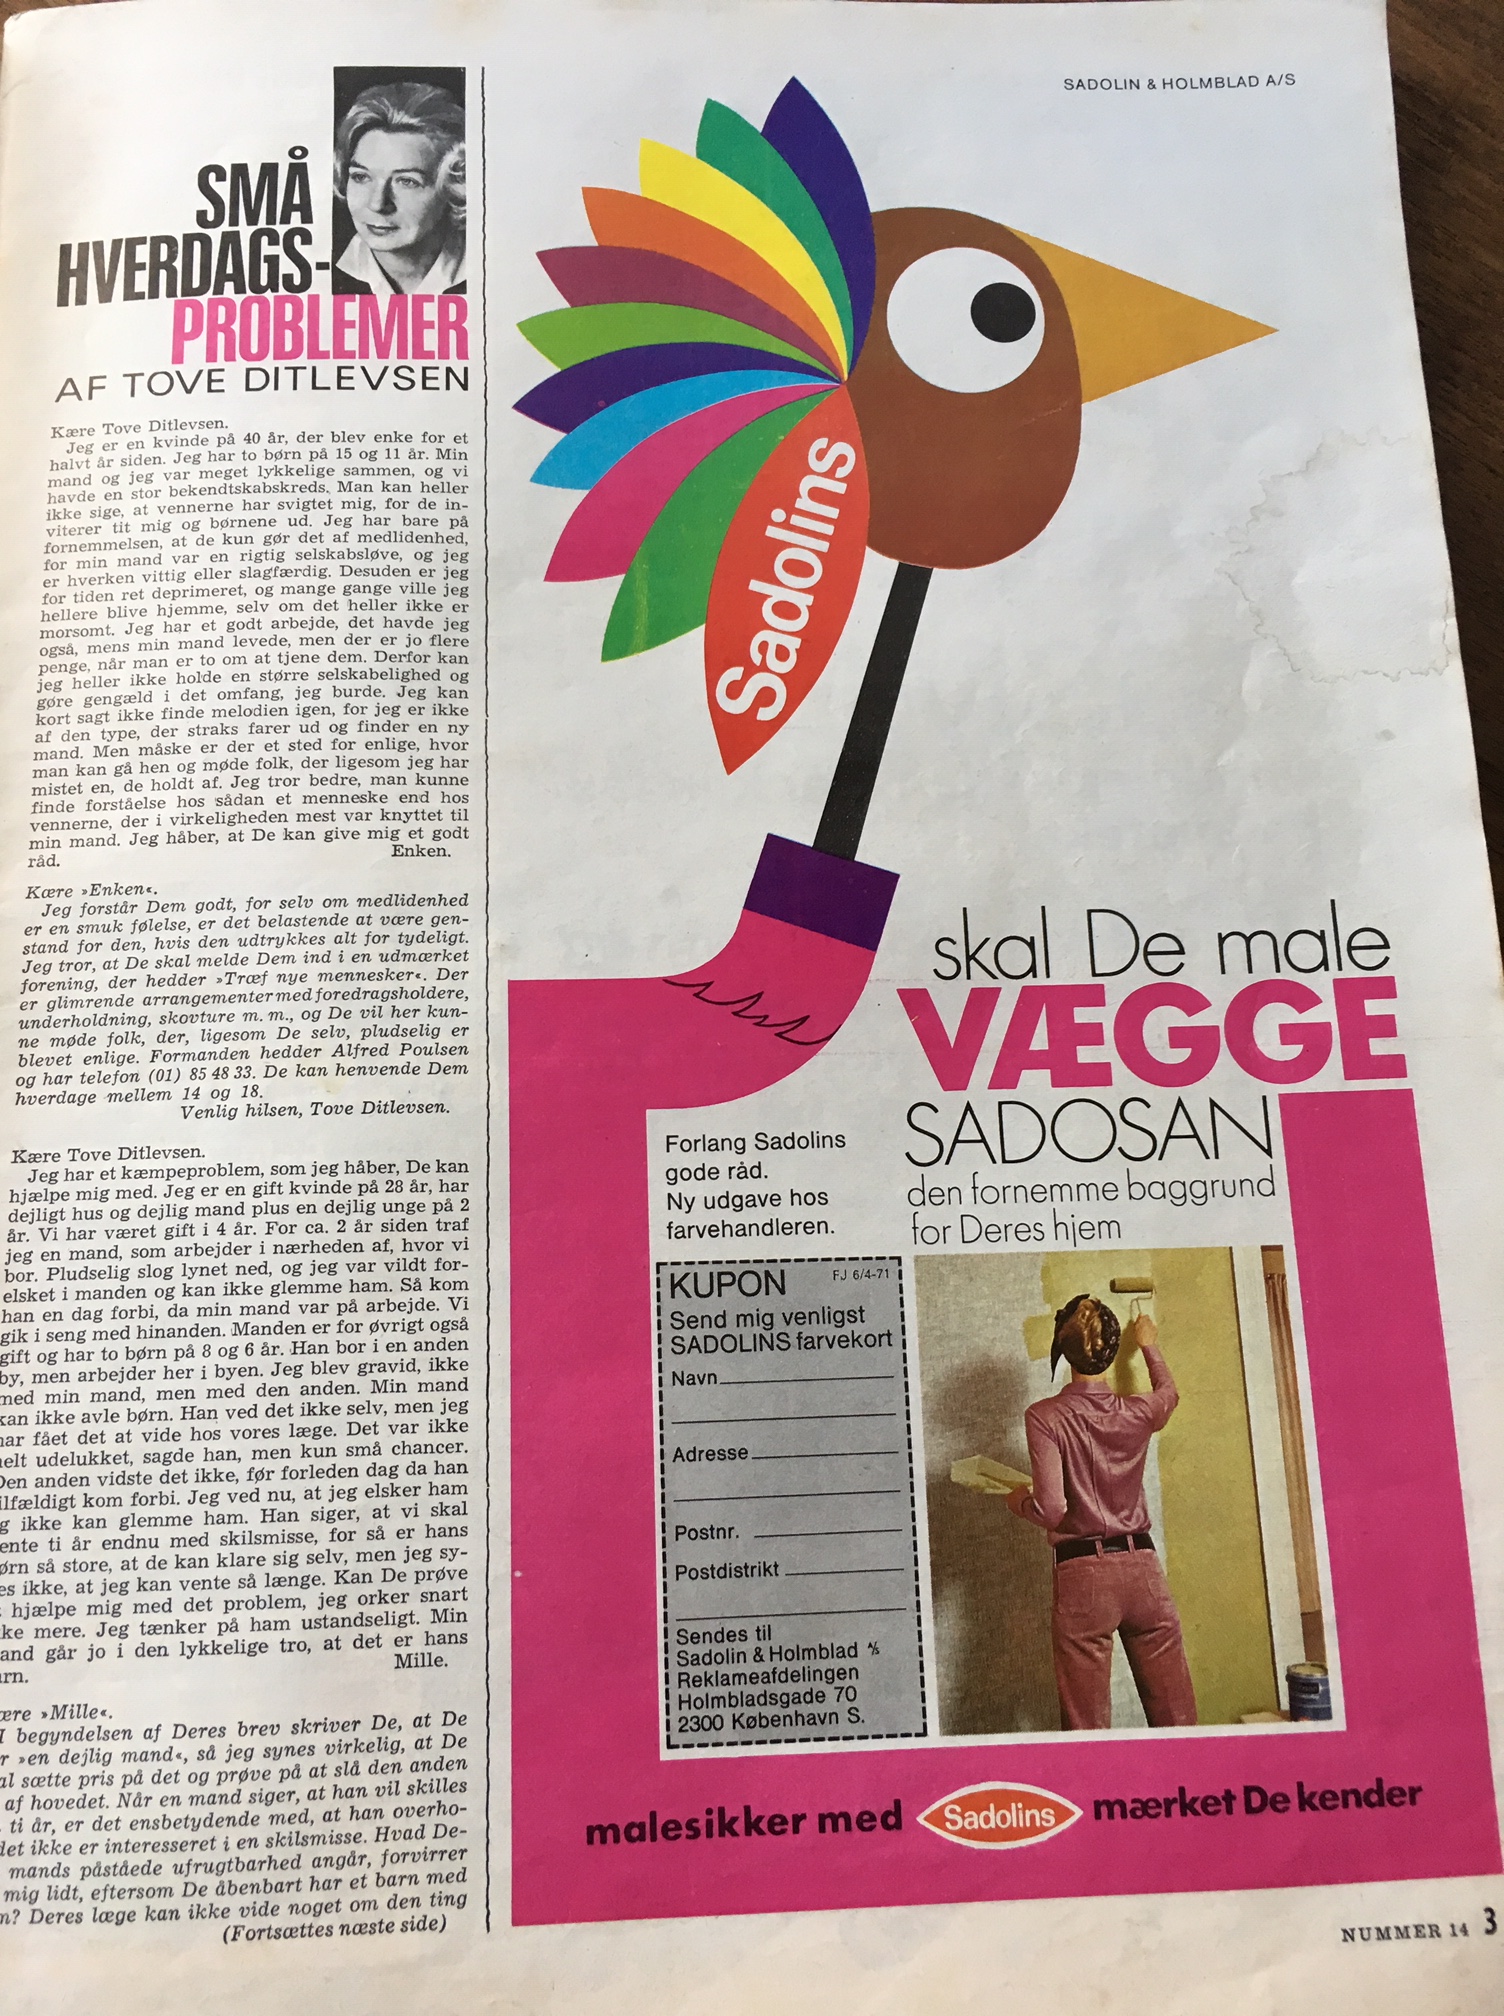 SMÅ
HVERDAGS-
PROBLEMER
AF TOVE DITLEVSEN
Kære Tove Ditlevsen.
Jeg er en kvinde på 40 år, der blev enke for et
halvt år siden. Jeg har to børn på 15 og 11 år. Min
mand og jeg var meget lykkelige sammen, og vi
havde en stor bekendtskabskreds. Man kan heller
ikke sige, at vennerne har svigtet mig, for de in-
viterer tit mig og børnene ud. Jeg har bare på
fornemmelsen, at de kun gør det af medlidenhed,
for min mand var en rigtig selskabsløve, og jeg
er hverken vittig eller slagfærdig. Desuden er jeg
for tiden ret deprimeret, og mange gange ville jeg
hellere blive hjemme, selv om det heller ikke er
morsomt. Jeg har et godt arbejde, det havde jeg
også, mens min mand levede, men der er jo flere
penge, når man er to om at tjene dem. Derfor kan
jeg heller ikke holde en større selskabelighed og
gøre gengæld i det omfang, jeg burde. Jeg kan
kort sagt ikke finde melodien igen, for jeg er ikke
af den type, der straks farer ud og finder en ny
mand. Men måske er der et sted for enlige, hvor
man kan gå hen og møde folk, der ligesom jeg har
mistet en, de holdt af. Jeg tror bedre, man kunne
finde forståelse hos sådan et menneske end hos
vennerne, der i virkeligheden mest var knyttet til
min mand. Jeg håber, at De kan give mig et godt
råd. Enken.
Kære »Enken«.
Jeg forstår Dem godt, for selv om medlidenhed
er en smuk følelse, er det belastende at være gen-
stand for den, hvis den udtrykkes alt for tydeligt.
Jeg tror, at De skal melde Dem ind i en udmærket
forening, der hedder »Træf nye mennesker«. Der
er glimrende arrangementer med foredragsholdere,
underholdning, skovture m. m., og De vil her kun-
ne møde folk, der, ligesom De selv, pludselig er
blevet enlige. Formanden hedder Alfred Poulsen
og har telefon (01) 85 48 33. De kan henvende Dem
hverdage mellem 14 og 18.
Venlig hilsen, Tove Ditlevsen.
Kære Tove Ditlevsen.
Jeg har et kæmpeproblem, som jeg håber, De kan
hjælpe mig med. Jeg er en gift kvinde på 28 år, har
dejligt hus og dejlig mand plus en dejlig unge på 2
år. Vi har været gift i 4 år. For ca. 2 år siden traf
jeg en mand, som arbejder i nærheden af, hvor vi
bor. Pludselig slog lynet ned, og jeg var vildt for-
elsket i manden og kan ikke glemme ham. Så kom
han en dag forbi, da min mand var på arbejde. Vi
gik i seng med hinanden. Manden er for øvrigt også
gift og har to børn på 8 og 6 år. Han bor i en anden
by, men arbejder her i byen. Jeg blev gravid, ikke
med min mand, men med den anden. Min mand
kan ikke avle børn. Han ved det ikke selv, men jeg
har fået det at vide hos vores læge. Det var ikke
helt udelukket, sagde han, men kun små chancer.
Den anden vidste det ikke, før forleden dag da han
ilfældigt kom forbi. Jeg ved nu, at jeg elsker ham
g ikke kan glemme ham. Han siger, at vi skal
ente ti år endnu med skilsmisse, for så er hans
ørn så store, at de kan klare sig selv, men jeg sy-
es ikke, at jeg kan vente så længe. Kan De prøve
hjælpe mig med det problem, jeg orker snart
ke mere. Jeg tænker på ham ustandseligt. Min
and går jo i den lykkelige tro, at det er hans
arn. Mille.
ære »Mille«.
I begyndelsen af Deres brev skriver De, at De
r »en dejlig mand«, så jeg synes virkelig, at De
al sætte pris på det og prøve på at slå den anden
af hovedet. Når en mand siger, at han vil skilles
ti år, er det ensbetydende med, at han overho-
det ikke er interesseret i en skilsmisse. Hvad De-
mands påståede ufrugtbarhed angår, forvirrer
mig lidt, eftersom De åbenbart har et barn med
n? Deres læge kan ikke vide noget om den ting
(Fortsættes næste side)
SADOLIN & HOLMBLAD A/S
Sadolins
skal De male
VÆGGE
SADOSAN
den fornemme baggrund
for Deres hjem
Forlang Sadolins
gode råd.
Ny udgave hos
farvehandleren.
KUPON FJ 6/4-71
Send mig venligst
SADOLINS farvekort
Navn
Adresse
Postnr.
Postdistrikt
Sendes til
Sadolin & Holmblad A/S
Reklameafdelingen
Holmbladsgade 70
2300 København S.
malesikker med Sadolins mærket De kender
NUMMER 14 3